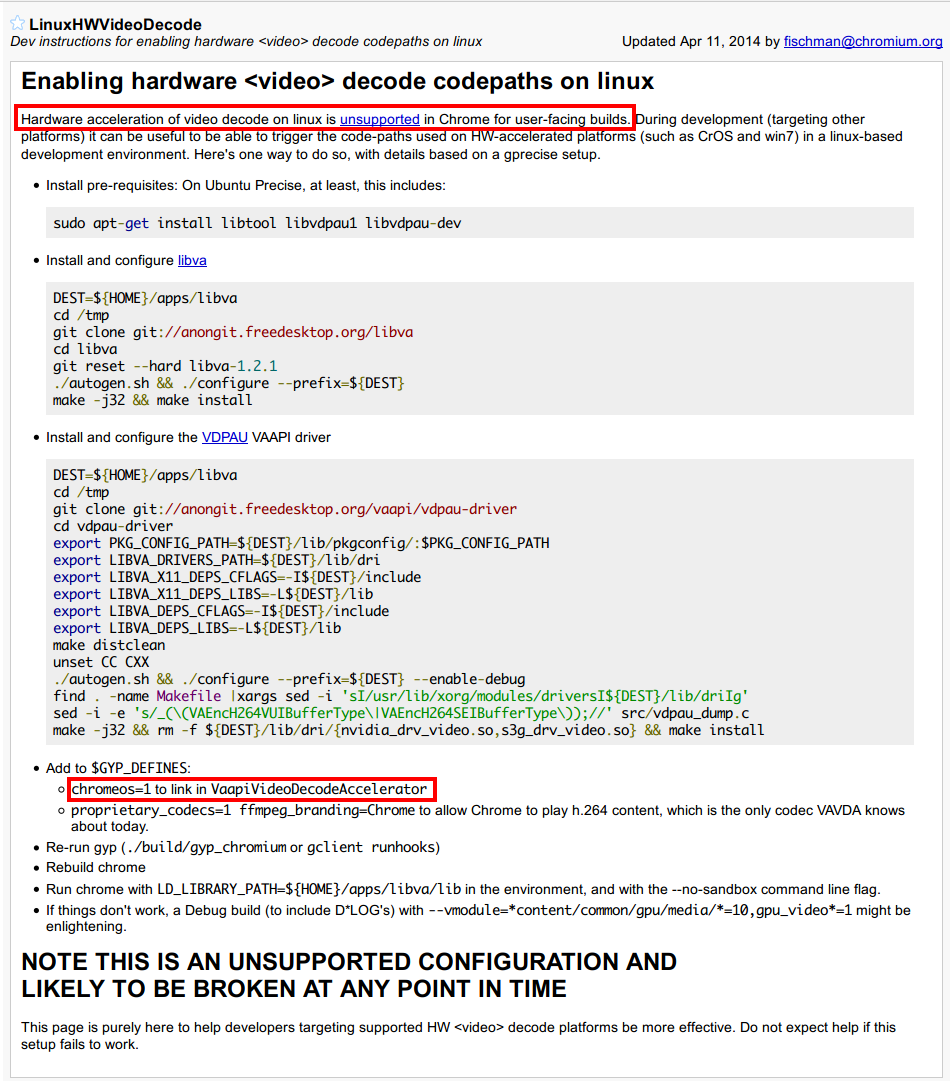 LinuxHWVideoDecode
Dev instructions for enabling hardware <video> decode codepaths on linux
Updated Apr 11, 2014 by fischman@chromium.org
Enabling hardware <video> decode codepaths on linux
Hardware acceleration of video decode on linux is unsupported in Chrome for user-facing builds. During development (targeting other
platforms) it can be useful to be able to trigger the code-paths used on HW-accelerated platforms (such as CrOS and win7) in a linux-based
development environment. Here's one way to do so, with details based on a gprecise setup.
• Install pre-requisites: On Ubuntu Precise, at least, this includes:
sudo apt-get install libtool libvdpau1 libvdpau-dev
• Install and configure libva
DEST=${HOME}/apps/libva
cd /tmp
git clone git://anongit.freedesktop.org/libva
cd libva
git reset --hard libva-1.2.1
./autogen.sh && ./configure --prefix=${DEST}
make -j32 && make install
• Install and configure the VDPAU VAAPI driver
DEST=${HOME}/apps/libva
cd /tmp
git clone git://anongit.freedesktop.org/vaapi/vdpau-driver
cd vdpau-driver
export PKG_CONFIG_PATH=${DEST}/lib/pkgconfig/:$PKG_CONFIG_PATH
export LIBVA_DRIVERS_PATH=${DEST}/lib/dri
export LIBVA_X11_DEPS_CFLAGS=-I${DEST}/include
export LIBVA_X11_DEPS_LIBS=-L${DEST}/lib
export LIBVA_DEPS_CFLAGS=-I${DEST}/include
export LIBVA_DEPS_LIBS=-L${DEST}/lib
make distclean
unset CC CXX
./autogen.sh && ./configure --prefix=${DEST} --enable-debug
find . -name Makefile |xargs sed -i 'sI/usr/lib/xorg/modules/driversI${DEST}/lib/driIg'
sed -i -e 's/_(\(VAEncH264VUIBufferType\|VAEncH264SEIBufferType\));//' src/vdpau_dump.c
make -j32 && rm -f ${DEST}/lib/dri/{nvidia_drv_video.so,s3g_drv_video.so} && make install
• Add to $GYP_DEFINES:
◦ chromeos=1 to link in VaapiVideoDecodeAccelerator
◦ proprietary_codecs=1 ffmpeg_branding=Chrome to allow Chrome to play h.264 content, which is the only codec VAVDA knows
about today.
• Re-run gyp (./build/gyp_chromium or gclient runhooks)
• Rebuild chrome
• Run chrome with LD_LIBRARY_PATH=${HOME}/apps/libva/lib in the environment, and with the --no-sandbox command line flag.
• If things don't work, a Debug build (to include D*LOG's) with --vmodule=*content/common/gpu/media/*=10,gpu_video*=1 might be
enlightening.
NOTE THIS IS AN UNSUPPORTED CONFIGURATION AND
LIKELY TO BE BROKEN AT ANY POINT IN TIME
This page is purely here to help developers targeting supported HW <video> decode platforms be more effective. Do not expect help if this
setup fails to work.